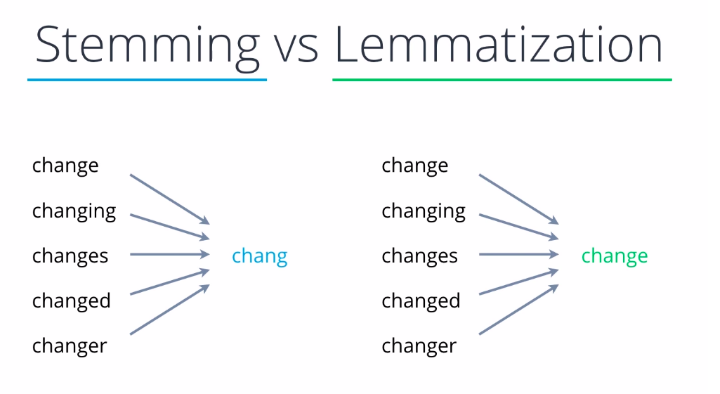 Stemming vs Lemmatization
change
changing
changes
changed
changer
chang
change
changing
changes
changed
changer
change